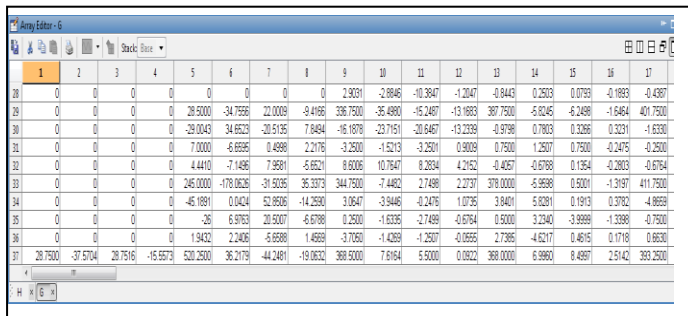 Array Editor - G
Stack: Base
1 2 3 4 5 6 7 8 9 10 11 12 13 14 15 16 17
28 0 0 0 0 0 0 0 0 2.9031 -2.8846 -10.3847 -1.2047 -0.8443 0.2503 0.0793 -0.1893 -0.4387
29 0 0 0 0 28.5000 -34.7556 22.0009 -9.4166 336.7500 -35.4980 -15.2487 -13.1683 387.7500 -5.8245 -6.2498 -1.6464 401.7500
30 0 0 0 0 -29.0043 34.6523 -20.5135 7.8494 -16.1878 -23.7151 -20.6467 -13.2339 -0.9798 0.7803 0.3266 0.3231 -1.6330
31 0 0 0 0 7.0000 -6.6595 0.4998 2.2176 -3.2500 -1.5213 -3.2501 0.9809 0.7500 1.2507 0.7500 -0.2475 -0.2500
32 0 0 0 0 4.4410 -7.1496 7.9581 -5.6521 8.6006 10.7647 8.2834 4.2152 -0.4057 -0.6768 0.1354 -0.2803 -0.6764
33 0 0 0 0 245.0000 -178.0626 -31.5035 35.3373 344.7500 -7.4482 2.7498 2.2737 378.0000 -5.9598 0.5001 -1.3197 411.7500
34 0 0 0 0 -45.1891 0.0424 52.8506 -14.2590 3.0647 -3.9446 -0.2476 1.0735 3.8401 5.8281 0.1913 0.3782 -4.8659
35 0 0 0 0 -26 6.9763 20.5007 -6.6788 0.2500 -1.6335 -2.7499 -0.6764 0.5000 3.2340 -3.9999 -1.3398 -0.7500
36 0 0 0 0 1.9432 2.2406 -5.6588 1.4569 -3.7050 -1.4269 -1.2507 -0.0555 2.7385 -4.6217 0.4615 0.1718 0.6630
37 28.7500 -37.5704 28.7516 -15.5573 520.2500 36.2179 -44.2481 -19.0632 368.5000 7.6164 5.5000 0.0922 368.0000 6.9960 8.4997 2.5142 393.2500
H × G ×